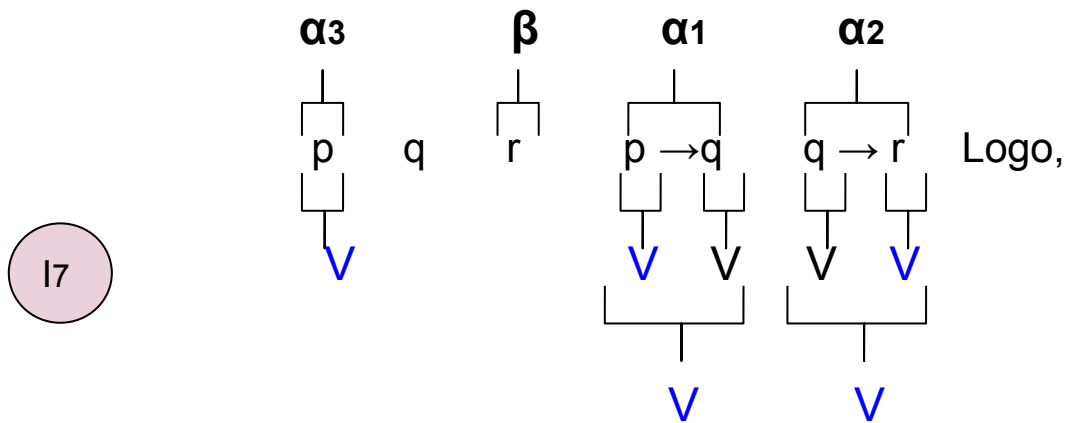 α3 β α1 α2
p q r p →q q → r Logo,
I7 V V V V V
V V